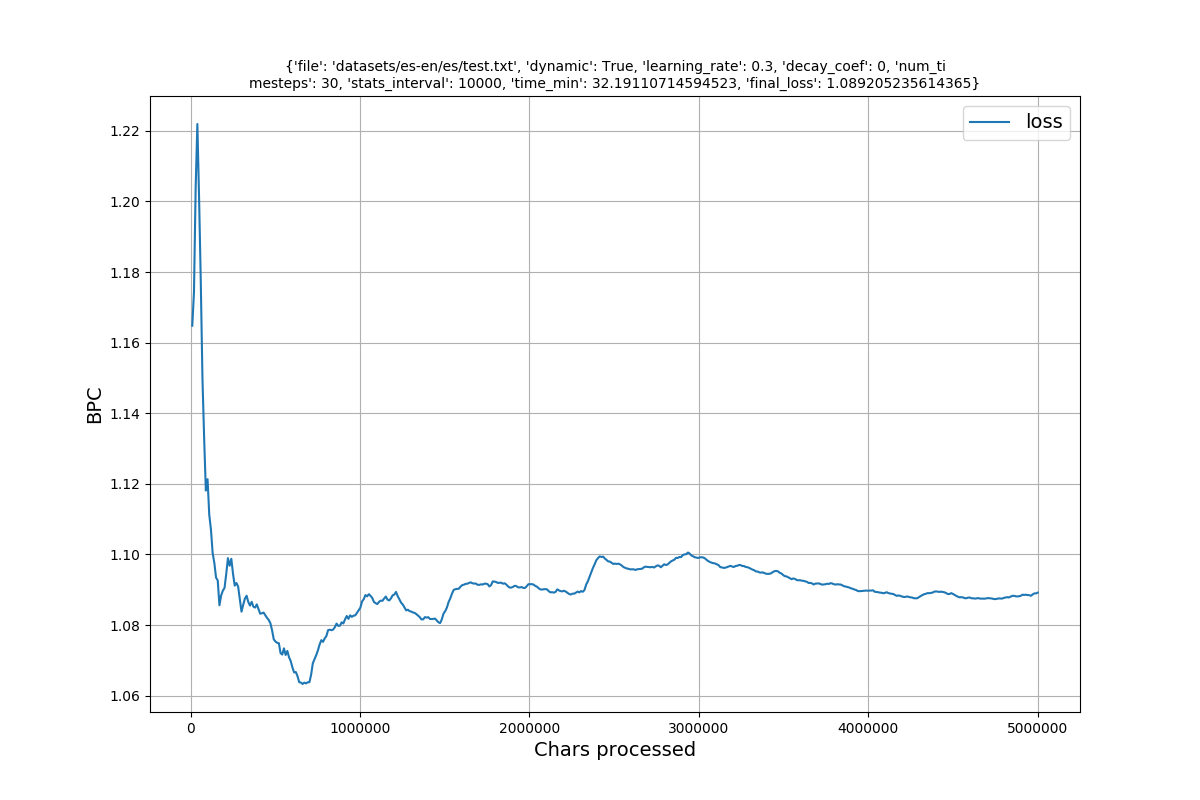 {'file': 'datasets/es-en/es/test.txt', 'dynamic': True, 'learning_rate': 0.3, 'decay_coef': 0, 'num_ti
mesteps': 30, 'stats_interval': 10000, 'time_min': 32.19110714594523, 'final_loss': 1.089205235614365}
loss
1.22
1.20
1.18
1.16
1.14
1.12
1.10
1.08
1.06
BPC
0 1000000 2000000 3000000 4000000 5000000
Chars processed